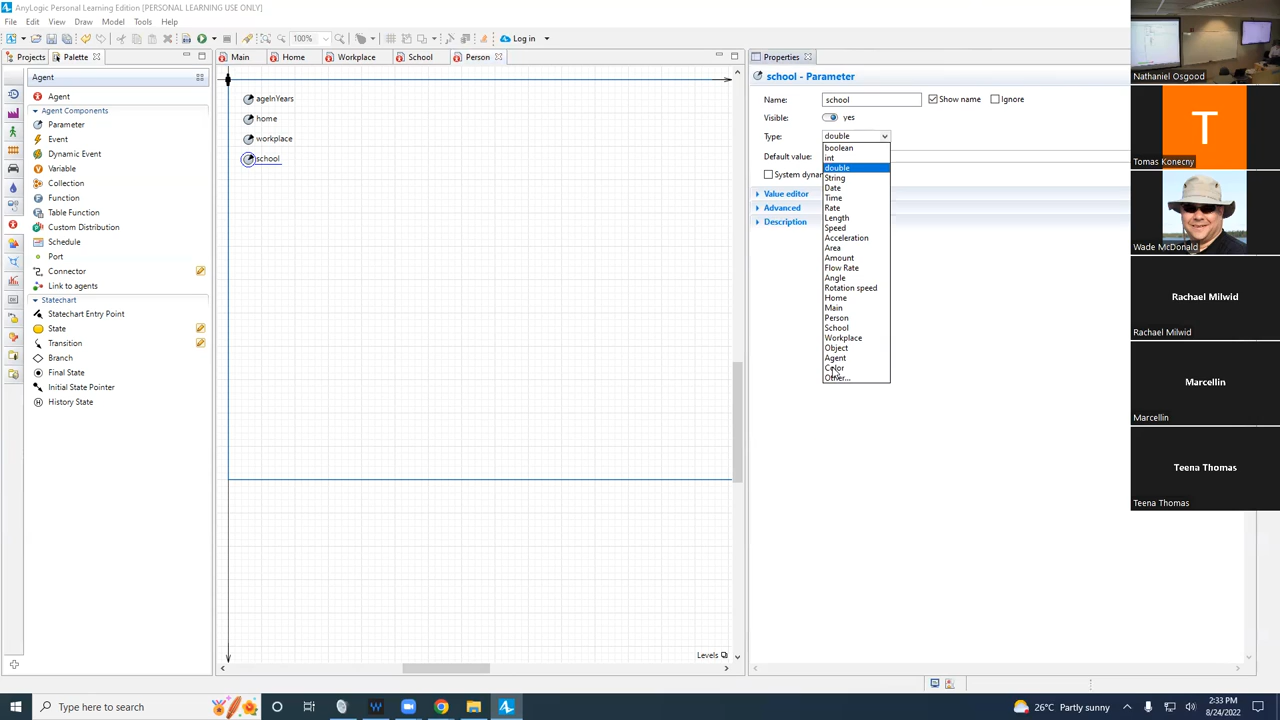 AnyLogic Personal Learning Edition [PERSONAL LEARNING USE ONLY]
File Edit View Draw Model Tools Help
100% Log in
Projects Palette
Main Home Workplace School Person
Properties
Agent
Agent
Agent Components
Parameter
Event
Dynamic Event
Variable
Collection
Function
Table Function
Custom Distribution
Schedule
Port
Connector
Link to agents
Statechart
Statechart Entry Point
State
Transition
Branch
Final State
Initial State Pointer
History State
ageInYears
home
workplace
school
Levels
school - Parameter
Name: school Show name Ignore
Visible: yes
Type: double
Default value:
System dynam
Value editor
Advanced
Description
boolean
int
double
String
Date
Time
Rate
Length
Speed
Acceleration
Area
Amount
Flow Rate
Angle
Rotation speed
Home
Main
Person
School
Workplace
Object
Agent
Color
Other...
Nathaniel Osgood
T
Tomas Konecny
Wade McDonald
Rachael Milwid
Rachael Milwid
Marcellin
Marcellin
Teena Thomas
Teena Thomas
Type here to search
26°C Partly sunny
2:33 PM
8/24/2022